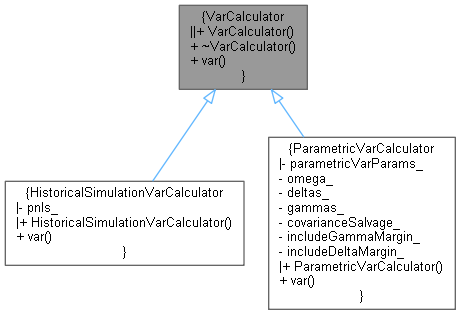 {VarCalculator
||+ VarCalculator()
+ ~VarCalculator()
+ var()
}
{HistoricalSimulationVarCalculator
|- pnls_
|+ HistoricalSimulationVarCalculator()
+ var()
}
{ParametricVarCalculator
|- parametricVarParams_
- omega_
- deltas_
- gammas_
- covarianceSalvage_
- includeGammaMargin_
- includeDeltaMargin_
|+ ParametricVarCalculator()
+ var()
}